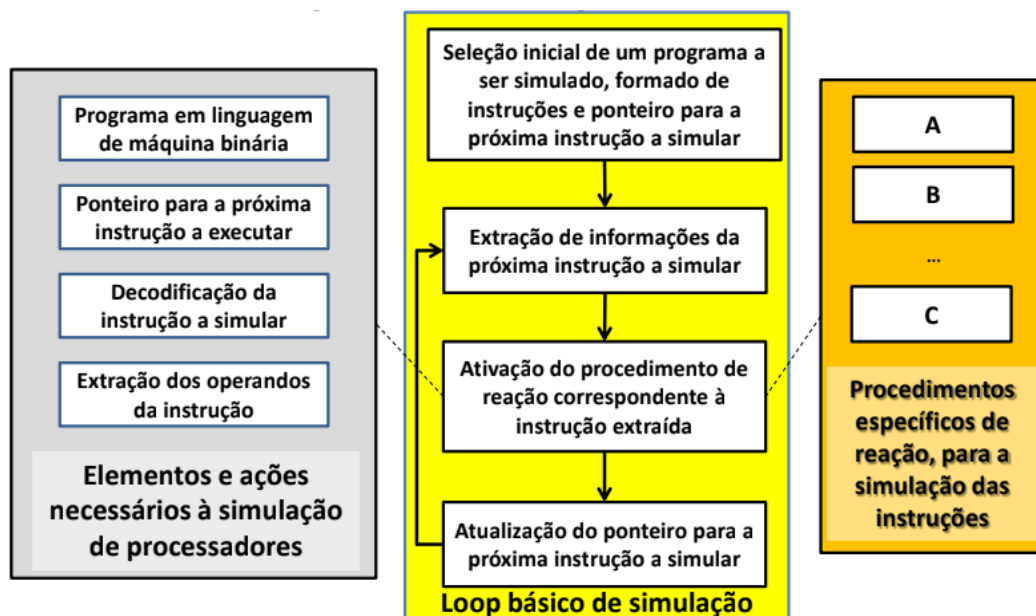 Programa em linguagem
de máquina binária
Ponteiro para a próxima
instrução a executar
Decodificação da
instrução a simular
Extração dos operandos
da instrução
Elementos e ações
necessários à simulação
de processadores
Seleção inicial de um programa a
ser simulado, formado de
instruções e ponteiro para a
próxima instrução a simular
Extração de informações da
próxima instrução a simular
Ativação do procedimento de
reação correspondente à
instrução extraída
Atualização do ponteiro para a
próxima instrução a simular
Loop básico de simulação
A
B
...
C
Procedimentos
específicos de
reação, para a
simulação das
instruções